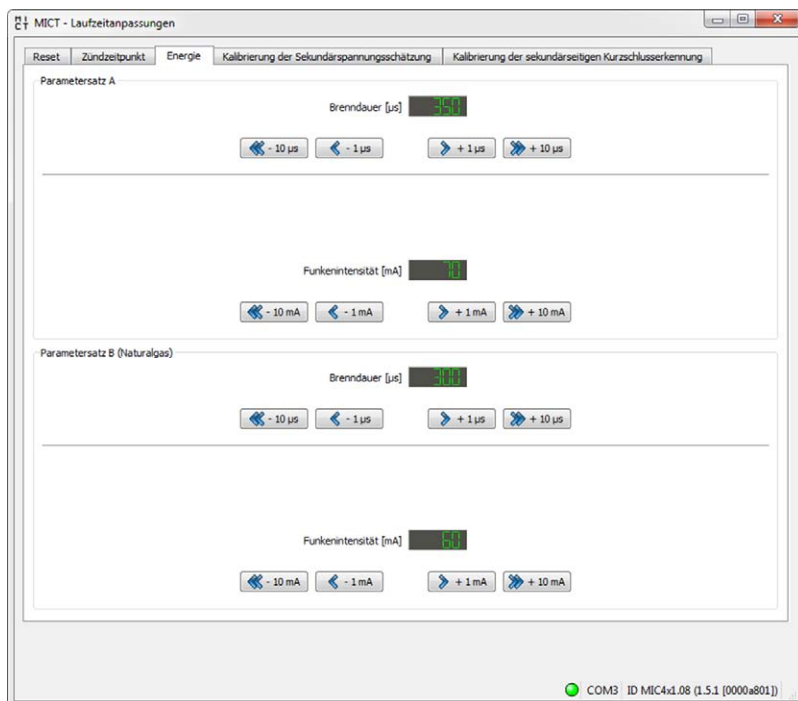 MICT - Laufzeitanpassungen
Reset Zündzeitpunkt Energie Kalibrierung der Sekundärspannungsschätzung Kalibrierung der sekundärseitigen Kurzschlusserkennung
Parametersatz A
Brenndauer [µs] 350
- 10 µs - 1 µs + 1 µs + 10 µs
Funkenintensität [mA] 70
- 10 mA - 1 mA + 1 mA + 10 mA
Parametersatz B (Naturalgas)
Brenndauer [µs] 300
- 10 µs - 1 µs + 1 µs + 10 µs
Funkenintensität [mA] 60
- 10 mA - 1 mA + 1 mA + 10 mA
COM3 ID MIC4x1.08 (1.5.1 [0000a801])